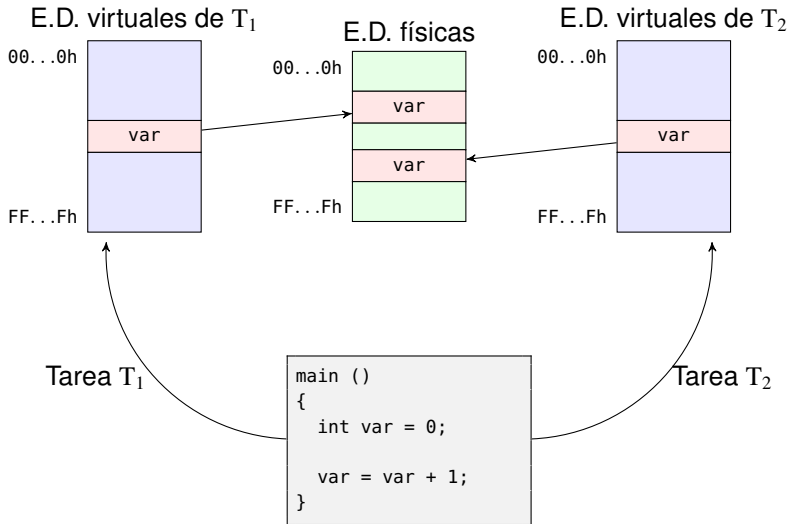 E.D. virtuales de T1
E.D. físicas
E.D. virtuales de T2
00...0h
00...0h
00...0h
var
var
var
var
FF...Fh
FF...Fh
FF...Fh
Tarea T1
Tarea T2
main ()
{
int var = 0;
var = var + 1;
}